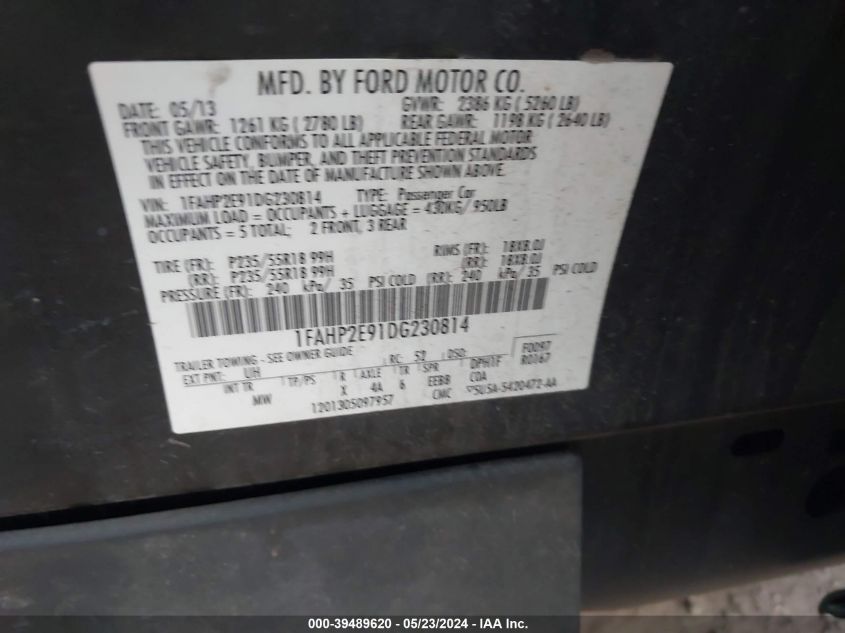 MFD. BY FORD MOTOR CO.
DATE: 05/13 GVWR: 2386 KG ( 5260 LB)
FRONT GAWR: 1261 KG ( 2780 LB) REAR GAWR: 1198 KG ( 2640 LB)
THIS VEHICLE CONFORMS TO ALL APPLICABLE FEDERAL MOTOR
VEHICLE SAFETY, BUMPER, AND THEFT PREVENTION STANDARDS
IN EFFECT ON THE DATE OF MANUFACTURE SHOWN ABOVE.
VIN: 1FAHP2E91DG230814 TYPE: Passenger Car
MAXIMUM LOAD = OCCUPANTS + LUGGAGE = 430KG/ 950LB
OCCUPANTS = 5 TOTAL; 2 FRONT, 3 REAR
TIRE (FR): P235/55R18 99H RIMS (FR): 18X8.0J
(RR): P235/55R18 99H (RR): 18X8.0J
PRESSURE (FR): 240 kPa/ 35 PSI COLD (RR): 240 kPa/ 35 PSI COLD
1FAHP2E91DG230814
TRAILER TOWING - SEE OWNER GUIDE F0097
EXT PNT: UH RC: 52 DSO: R0167
INT TR TP/PS R AXLE TR SPR DPH11F
MW X 4A 6 EEBB CDA
1201305097957 CMC 5U5A-5420472-AA
000-39489620 - 05/23/2024 - IAA Inc.